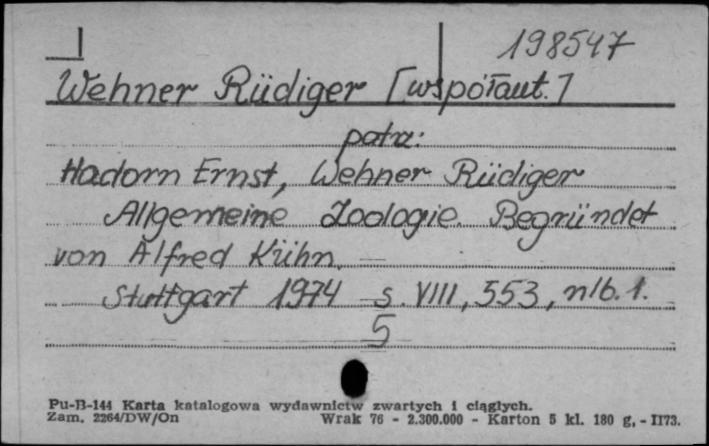 198547
Wehner Rüdiger [współaut.]
patrz:
Hadorn Ernst, Wehner Rüdiger
Allgemeine Zoologie. Begründet
von Alfred Kühn. —
Stuttgart 1974 s. VIII, 553, nlb. 1.
5
Pu-B-144 Karta katalogowa wydawnictw zwartych i ciągłych.
Zam. 2264/DW/On Wrak 76 - 2.300.000 - Karton 5 kl. 180 g. - II73.